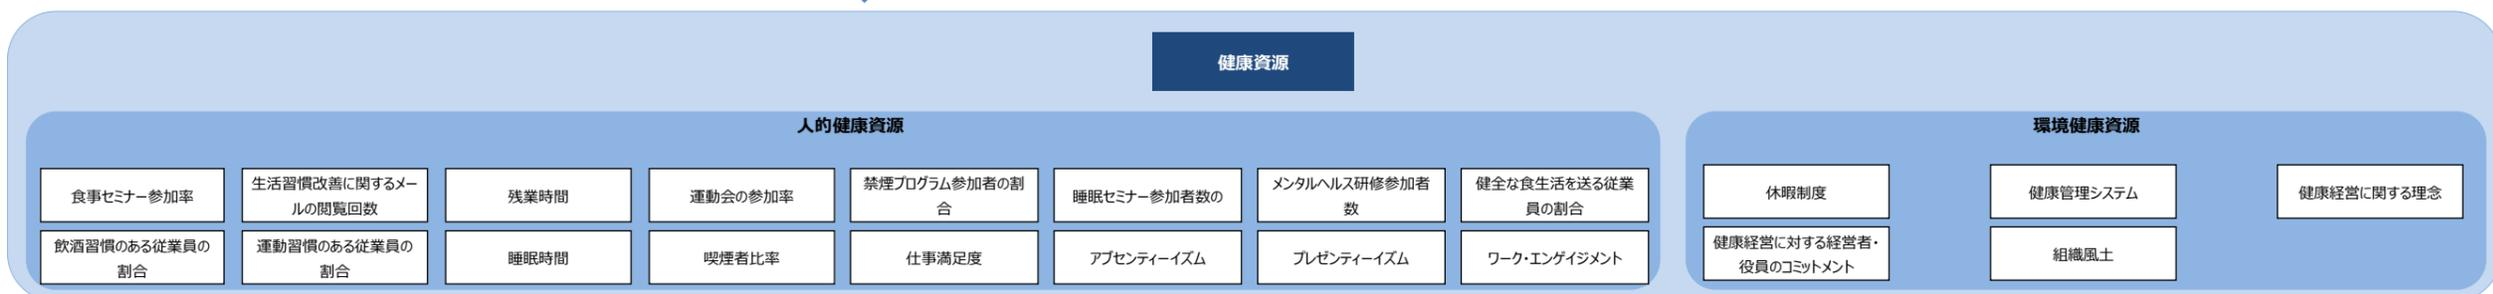 健康資源
人的健康資源
食事セミナー参加率
生活習慣改善に関するメー
ルの閲覧回数
残業時間
運動会の参加率
禁煙プログラム参加者の割
合
睡眠セミナー参加者数の
メンタルヘルス研修参加者
数
健全な食生活を送る従業
員の割合
飲酒習慣のある従業員の
割合
運動習慣のある従業員の
割合
睡眠時間
喫煙者比率
仕事満足度
アブセンティーイズム
プレゼンティーイズム
ワーク・エンゲイジメント
環境健康資源
休暇制度
健康管理システム
健康経営に関する理念
健康経営に対する経営者・
役員のコミットメント
組織風土